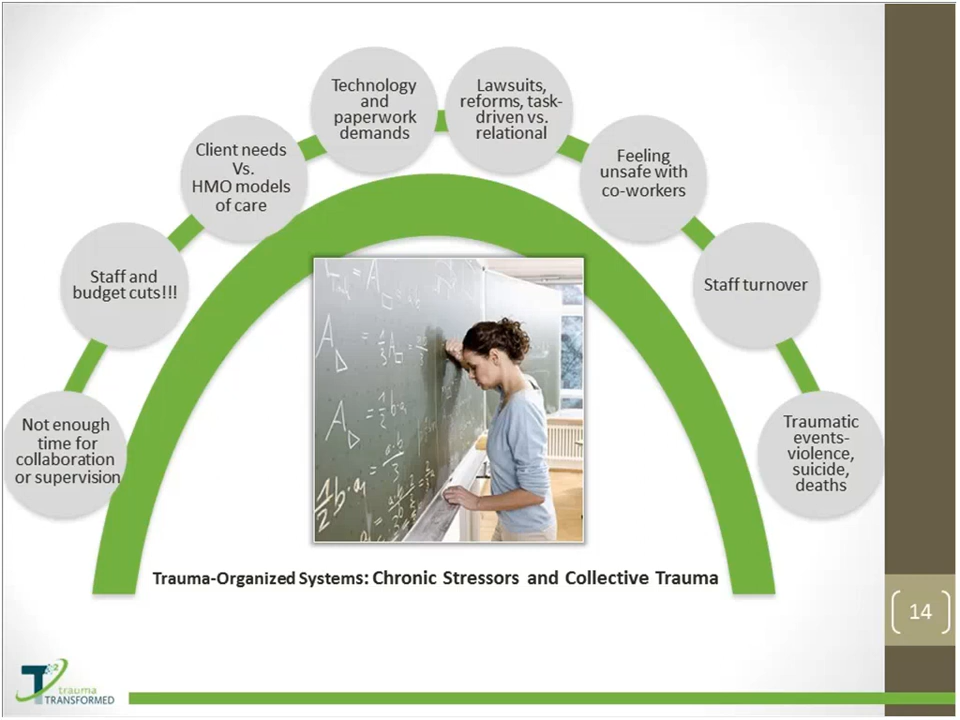 Technology
and
paperwork
demands
Lawsuits,
reforms, task-
driven vs.
relational
Client needs
Vs.
HMO models
of care
Feeling
unsafe with
co-workers
Staff and
budget cuts!!!
Staff turnover
Not enough
time for
collaboration
or supervision
Traumatic
events-
violence,
suicide,
deaths
Trauma-Organized Systems: Chronic Stressors and Collective Trauma
14
trauma
TRANSFORMED